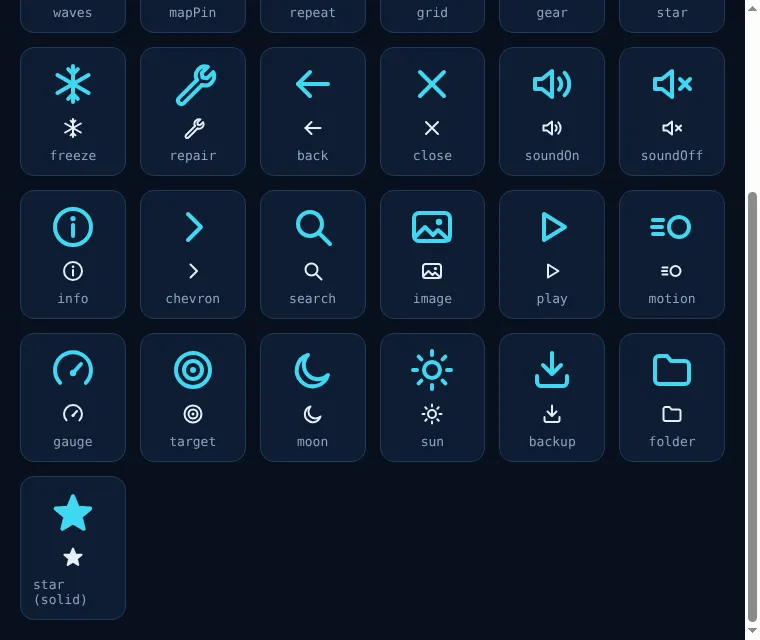 waves
mapPin
repeat
grid
gear
star
freeze
repair
back
close
soundOn
soundOff
info
chevron
search
image
play
motion
gauge
target
moon
sun
backup
folder
star
(solid)